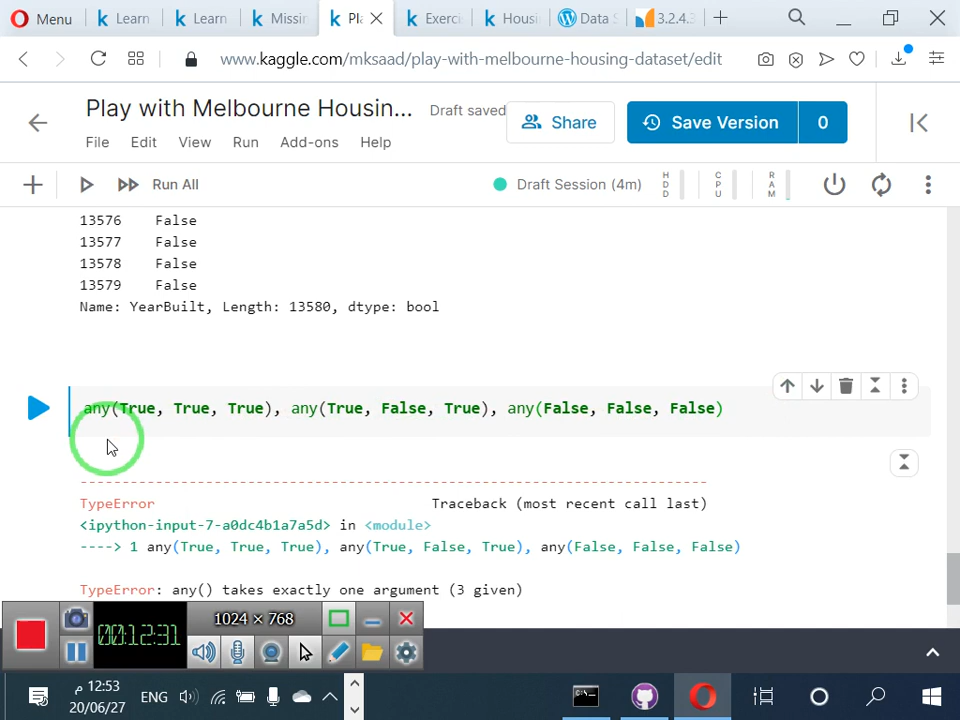 Menu
Learn
Learn
Missin
Pla
Exerci
Housi
Data S
3.2.4.3
www.kaggle.com/mksaad/play-with-melbourne-housing-dataset/edit
Play with Melbourne Housin...
Draft saved
Share
Save Version
0
File
Edit
View
Run
Add-ons
Help
Run All
Draft Session (4m)
HDD
CPU
RAM
13576 False
13577 False
13578 False
13579 False
Name: YearBuilt, Length: 13580, dtype: bool
any(True, True, True), any(True, False, True), any(False, False, False)
---------------------------------------------------------------------------
TypeError Traceback (most recent call last)
<ipython-input-7-a0dc4b1a7a5d> in <module>
----> 1 any(True, True, True), any(True, False, True), any(False, False, False)
TypeError: any() takes exactly one argument (3 given)
1024 × 768
00:12:31
12:53 م
20/06/27
ENG